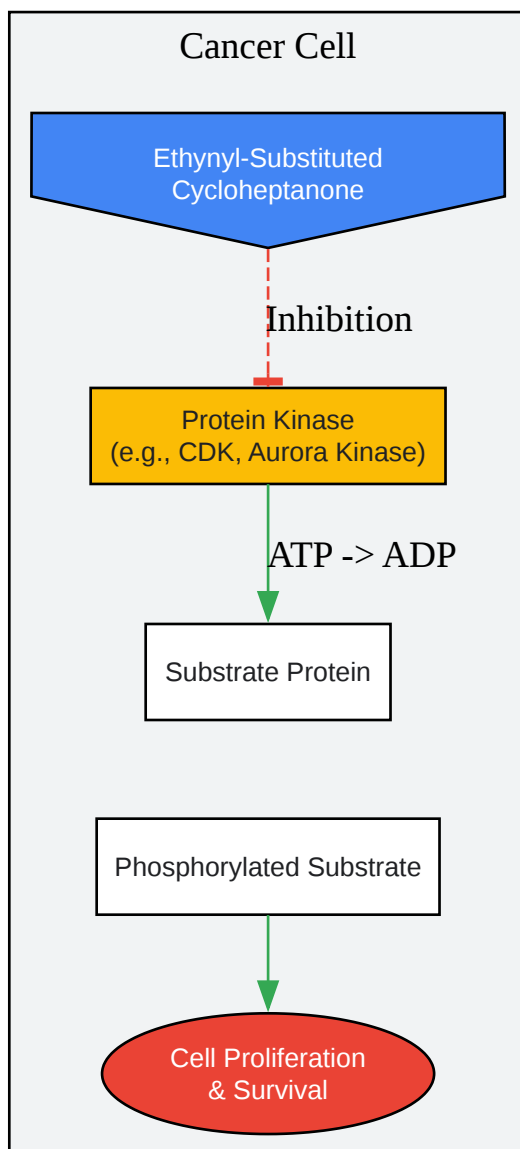 Cancer Cell
Ethynyl-Substituted
Cycloheptanone
Inhibition
Protein Kinase
(e.g., CDK, Aurora Kinase)
ATP -> ADP
Substrate Protein
Phosphorylated Substrate
Cell Proliferation
& Survival